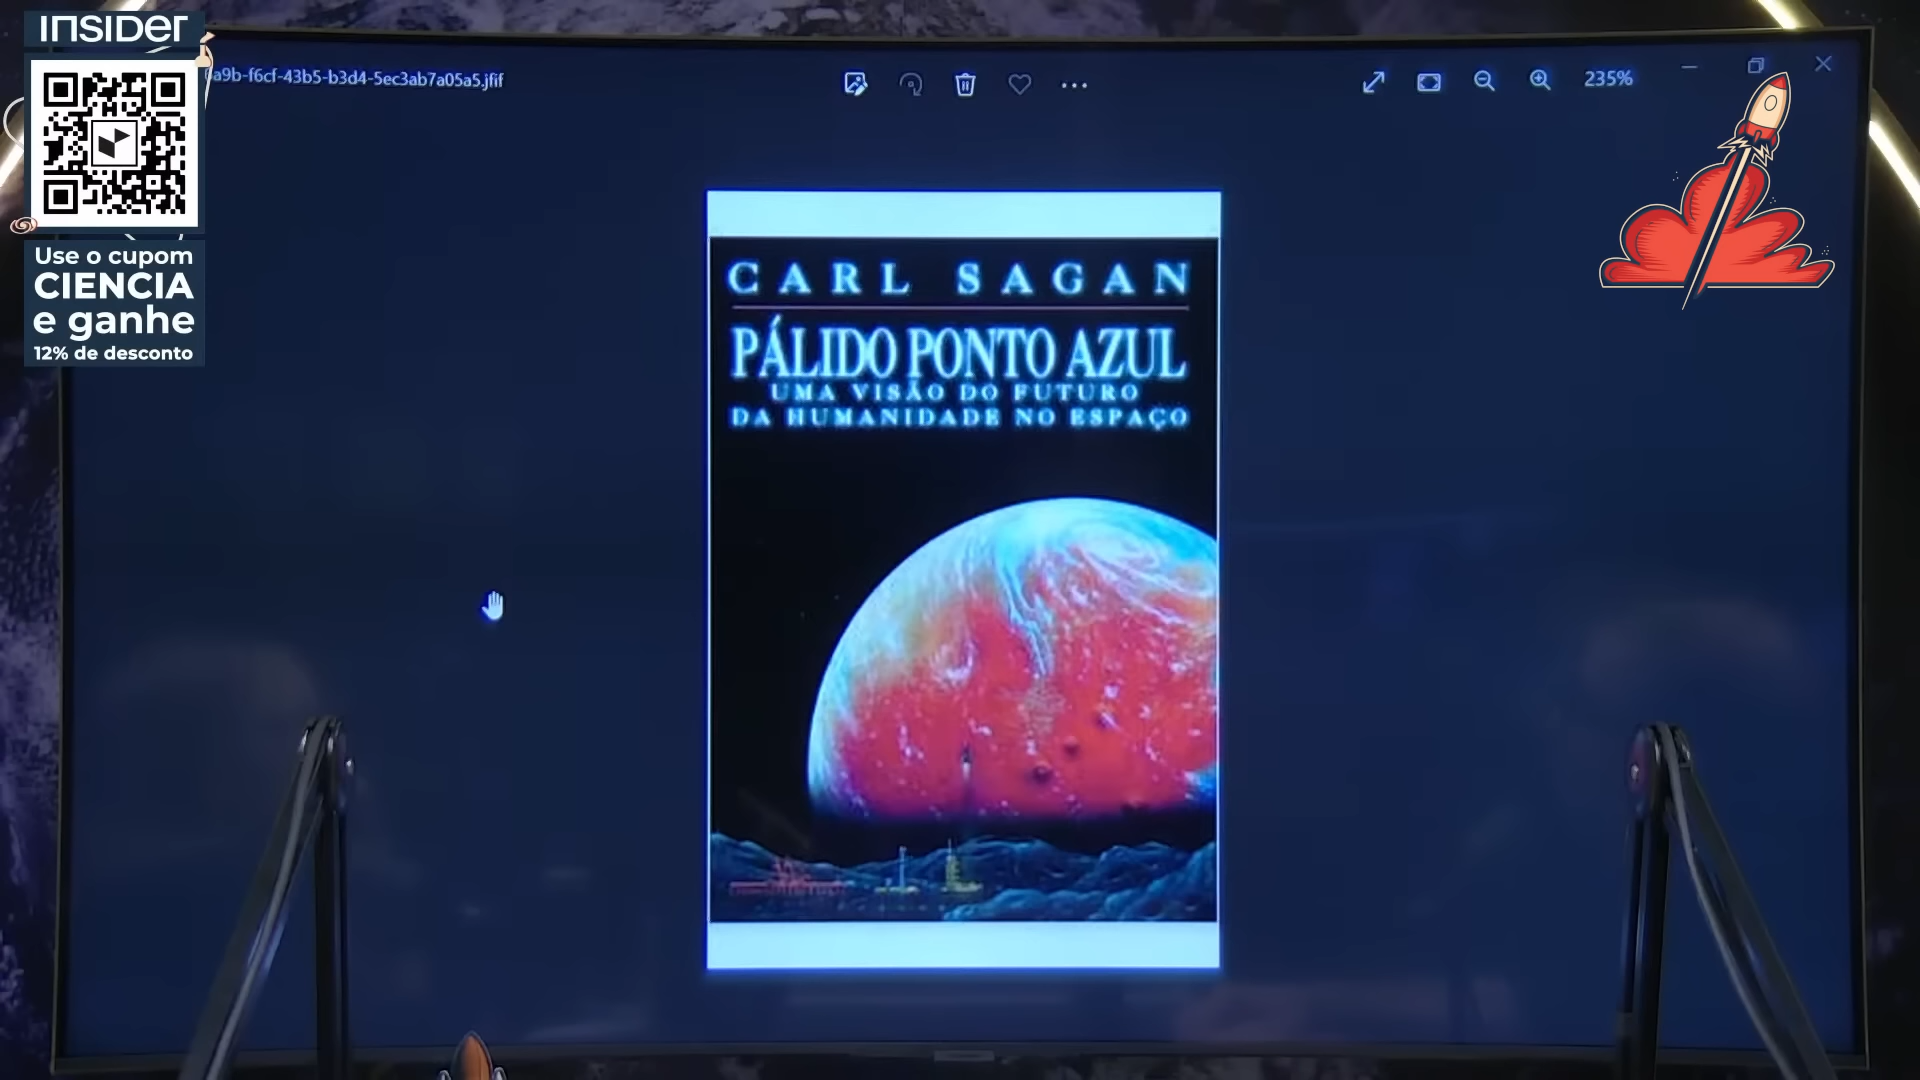 INSIDER
a9b-f6cf-43b5-b3d4-5ec3ab7a05a5.jfif
235%
Use o cupom
CIENCIA
e ganhe
12% de desconto
CARL SAGAN
PÁLIDO PONTO AZUL
UMA VISÃO DO FUTURO
DA HUMANIDADE NO ESPAÇO